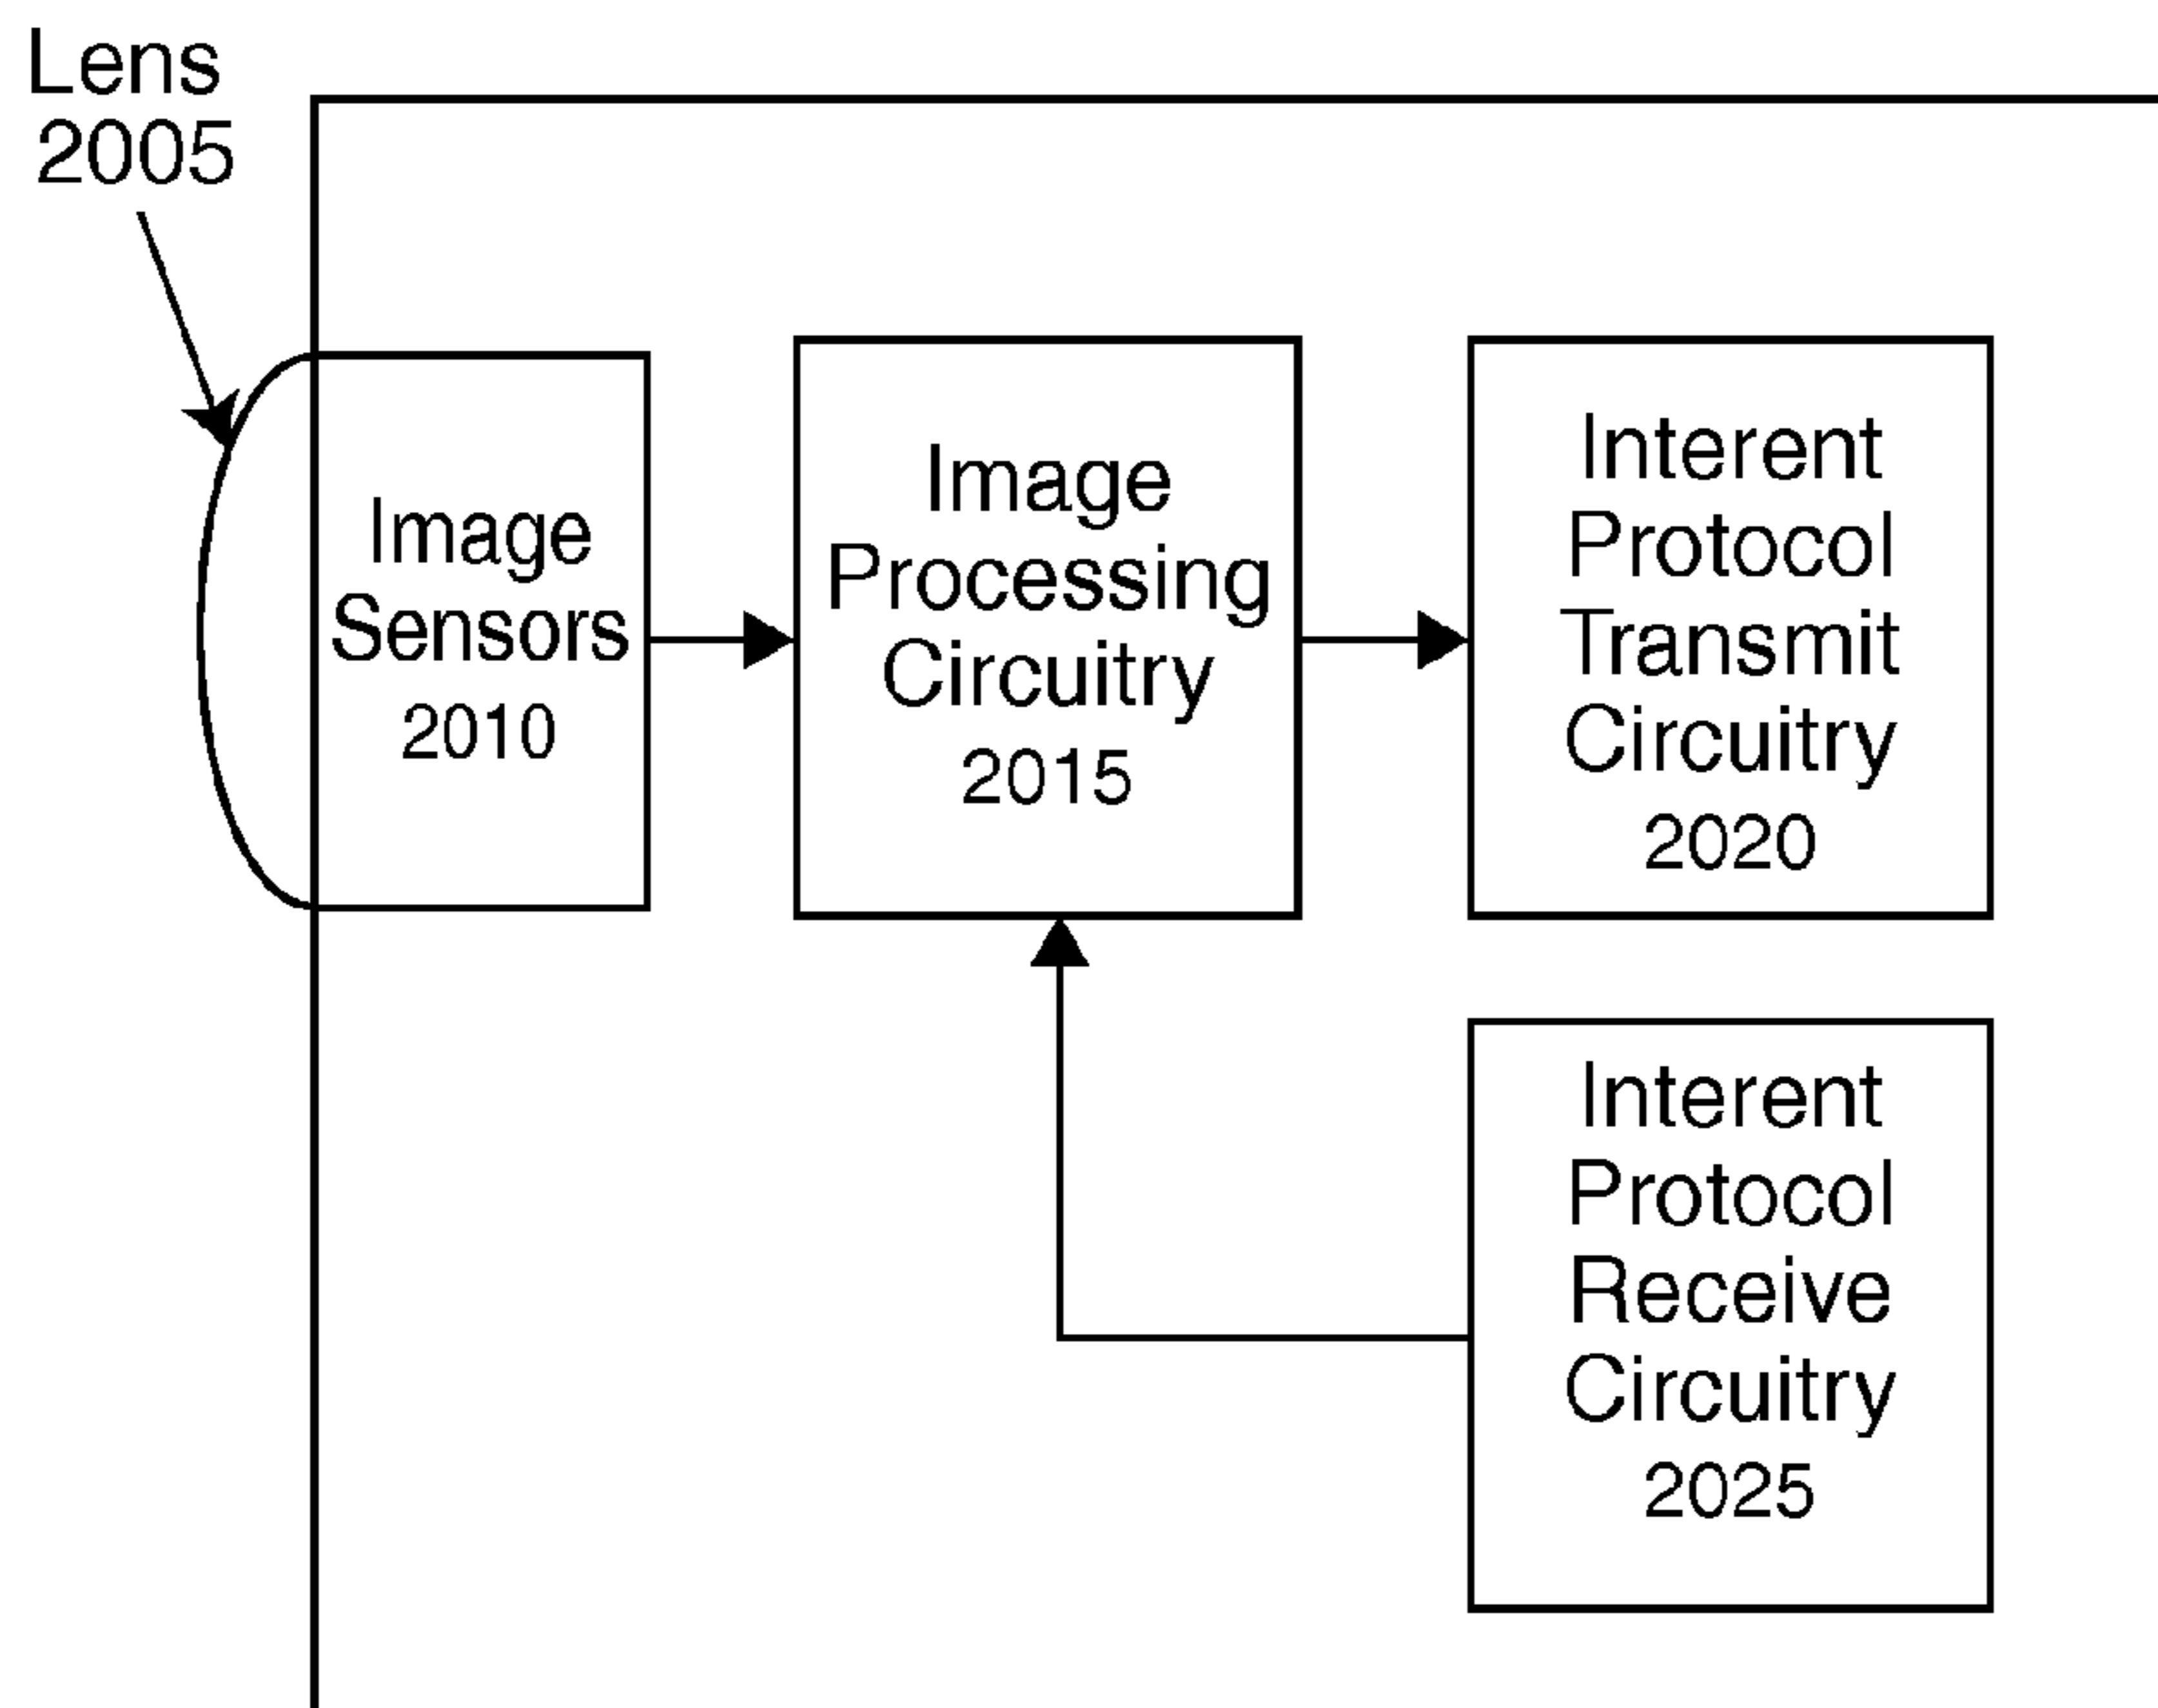 Lens
2005
Image
Sensors
2010
Image
Processing
Circuitry
2015
Interent
Protocol
Transmit
Circuitry
2020
Interent
Protocol
Receive
Circuitry
2025